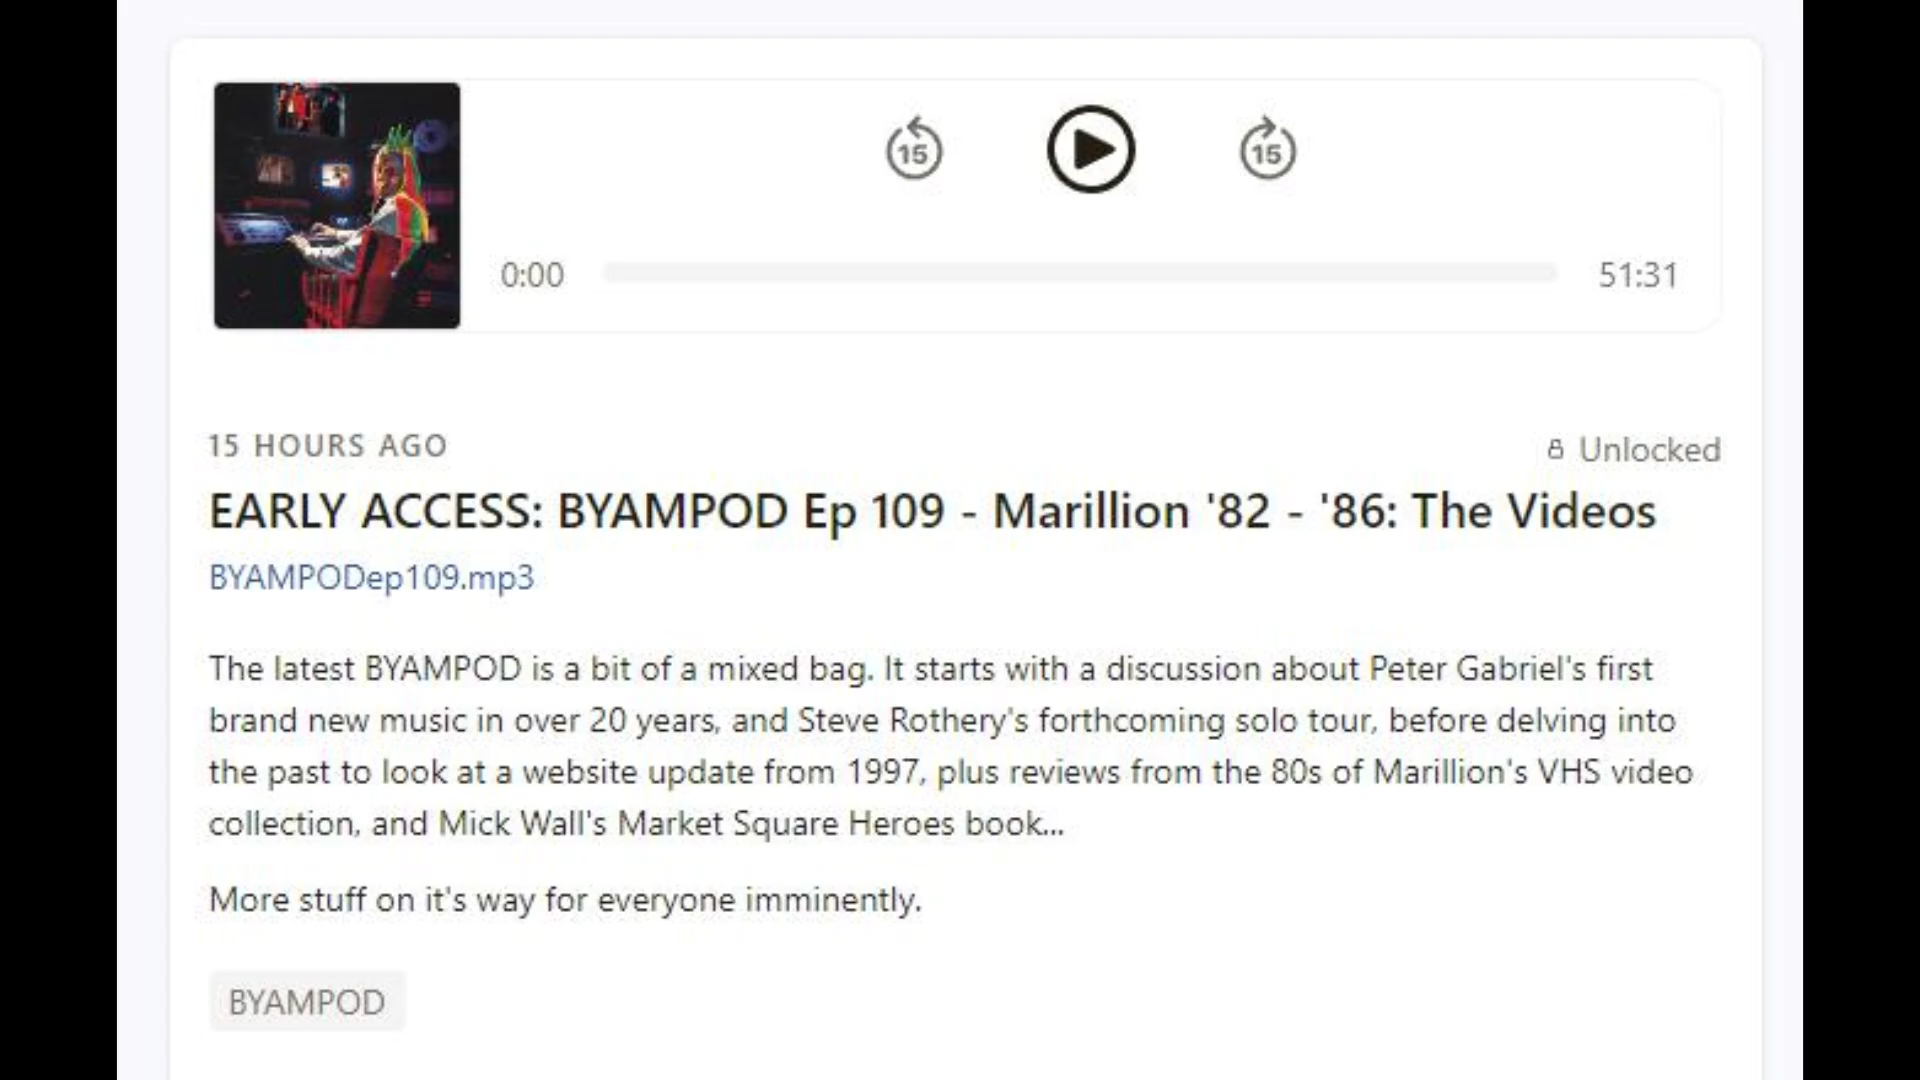 15
15
0:00
51:31
15 HOURS AGO
Unlocked
EARLY ACCESS: BYAMPOD Ep 109 - Marillion '82 - '86: The Videos
BYAMPODep109.mp3
The latest BYAMPOD is a bit of a mixed bag. It starts with a discussion about Peter Gabriel's first
brand new music in over 20 years, and Steve Rothery's forthcoming solo tour, before delving into
the past to look at a website update from 1997, plus reviews from the 80s of Marillion's VHS video
collection, and Mick Wall's Market Square Heroes book...
More stuff on it's way for everyone imminently.
BYAMPOD